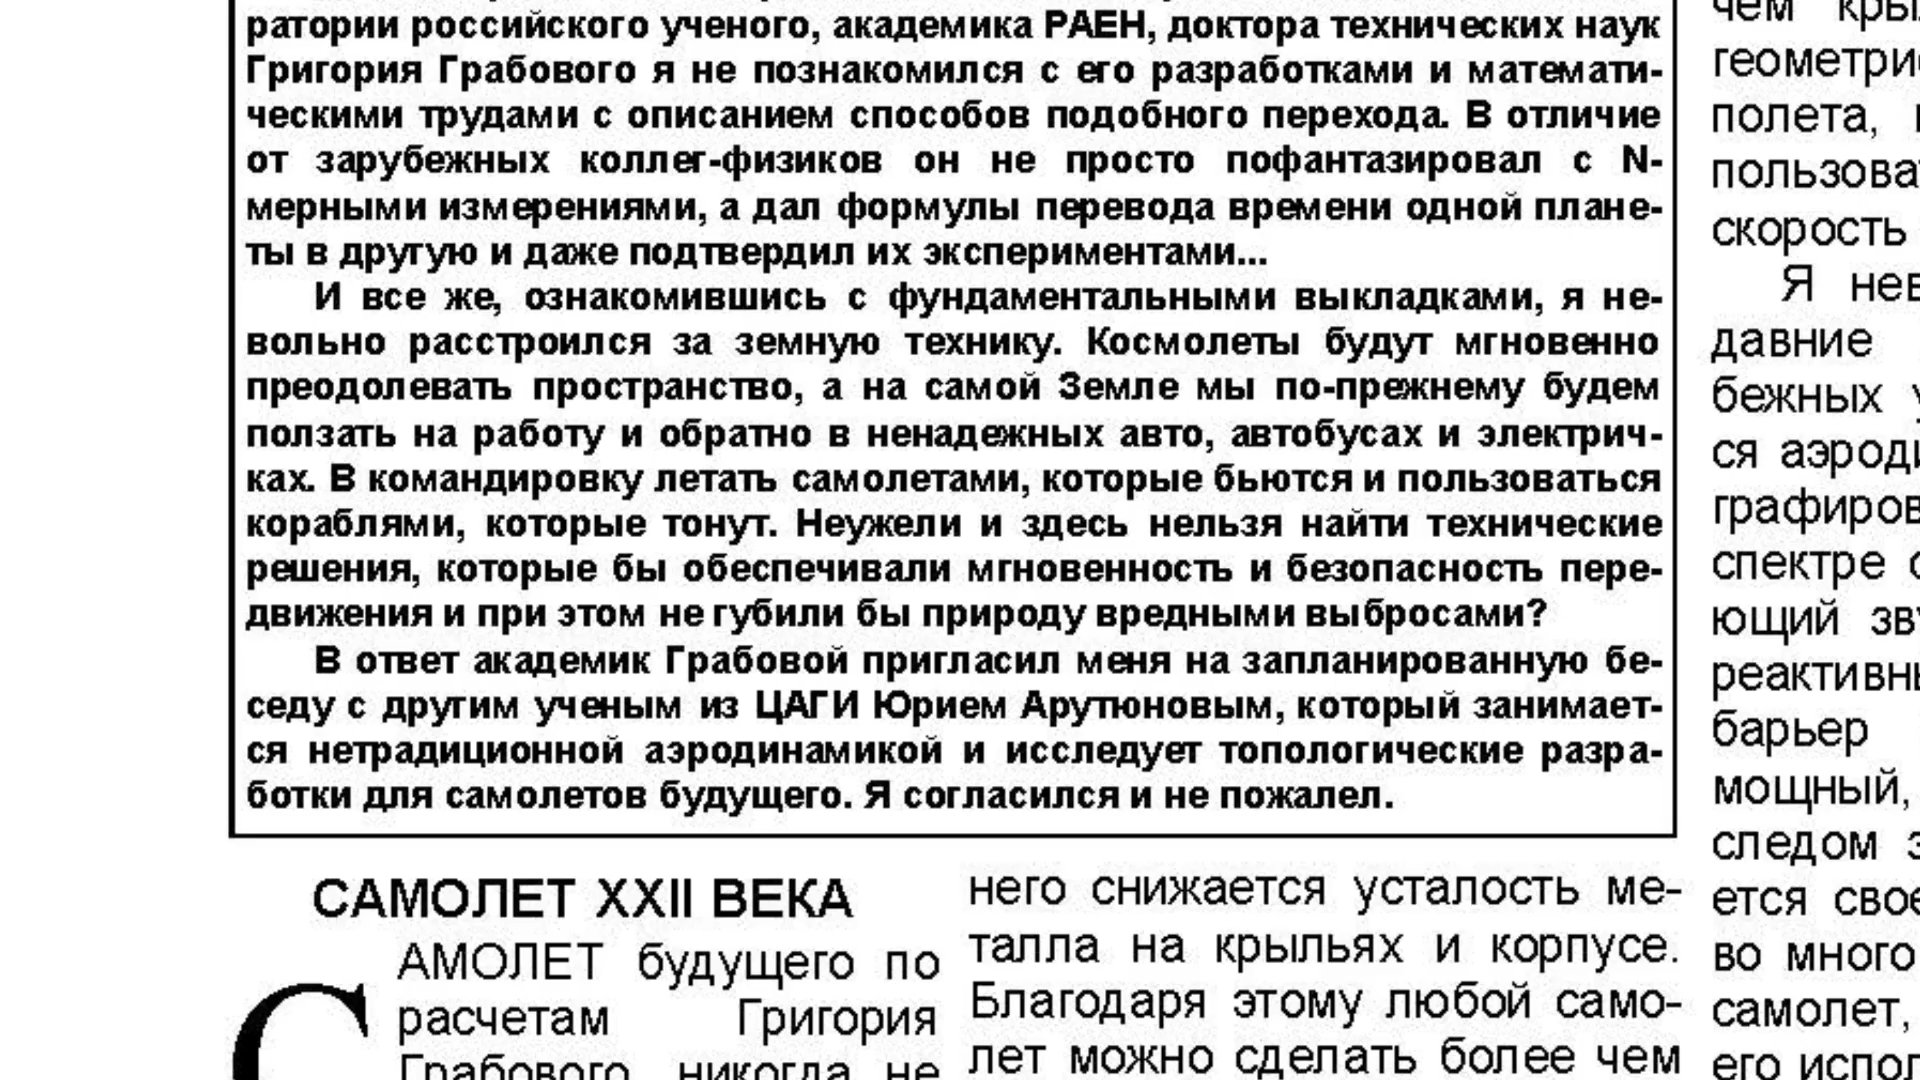 ратории российского ученого, академика РАЕН, доктора технических наук
Григория Грабового я не познакомился с его разработками и математи-
ческими трудами с описанием способов подобного перехода. В отличие
от зарубежных коллег-физиков он не просто пофантазировал с N-
мерными измерениями, а дал формулы перевода времени одной плане-
ты в другую и даже подтвердил их экспериментами...
И все же, ознакомившись с фундаментальными выкладками, я не-
вольно расстроился за земную технику. Космолеты будут мгновенно
преодолевать пространство, а на самой Земле мы по-прежнему будем
ползать на работу и обратно в ненадежных авто, автобусах и электрич-
ках. В командировку летать самолетами, которые бьются и пользоваться
кораблями, которые тонут. Неужели и здесь нельзя найти технические
решения, которые бы обеспечивали мгновенность и безопасность пере-
движения и при этом не губили бы природу вредными выбросами?
В ответ академик Грабовой пригласил меня на запланированную бе-
седу с другим ученым из ЦАГИ Юрием Арутюновым, который занимает-
ся нетрадиционной аэродинамикой и исследует топологические разра-
ботки для самолетов будущего. Я согласился и не пожалел.
САМОЛЕТ XXII ВЕКА
САМОЛЕТ будущего по
расчетам Григория
Грабового никогда не
него снижается усталость ме-
талла на крыльях и корпусе.
Благодаря этому любой само-
лет можно сделать более чем
чем
полета,
скорость
Я
давние
бежных
ся
спектре
ющий
барьер
мощный,
следом
ется
во много
самолет,
его